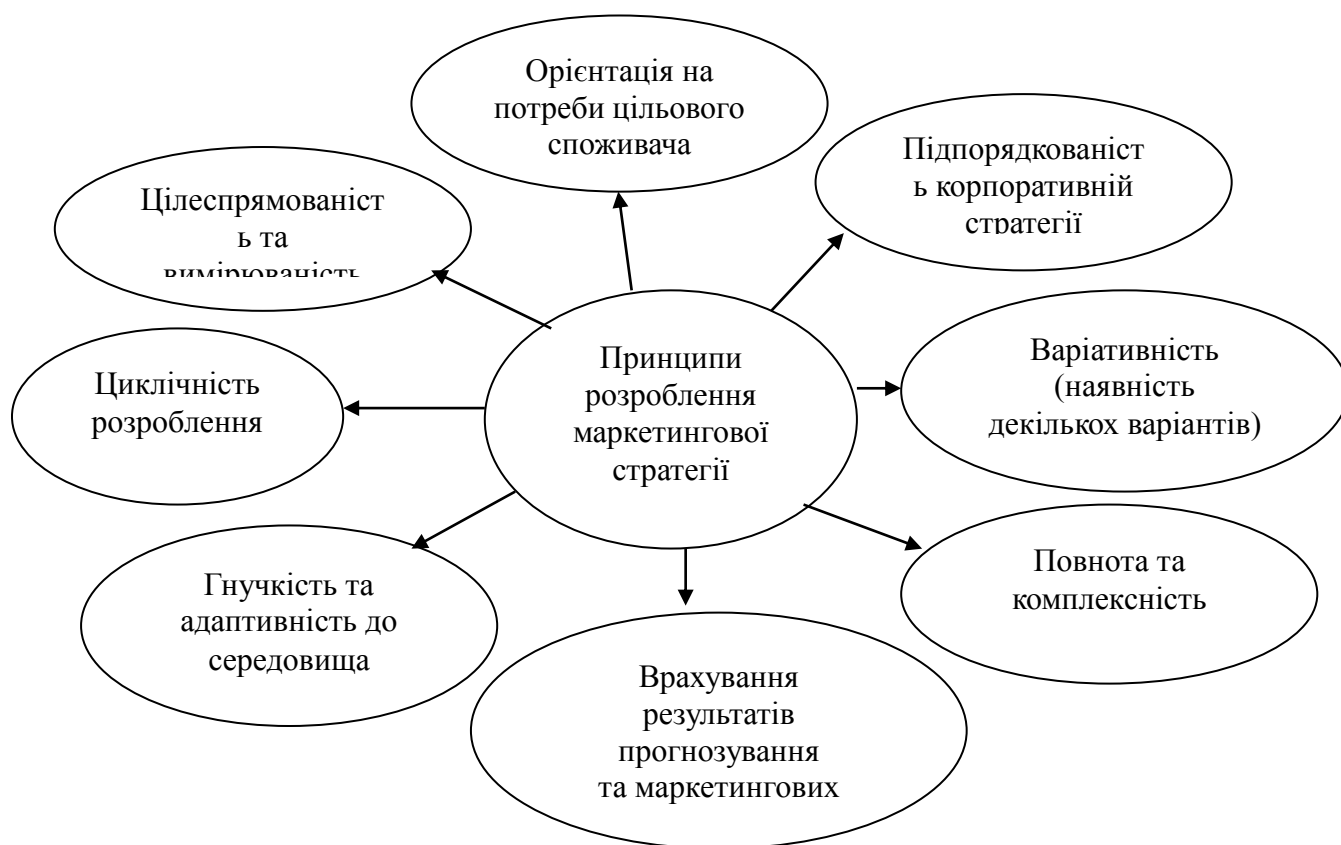 Орієнтація на
потреби цільового
споживача
Підпорядкованіст
ь корпоративній
стратегії
Цілеспрямованіст
ь та
вимірюваність
Принципи
розроблення
маркетингової
стратегії
Варіативність
(наявність
декількох варіантів)
Циклічність
розроблення
Повнота та
комплексність
Гнучкість та
адаптивність до
середовища
Врахування
результатів
прогнозування
та маркетингових